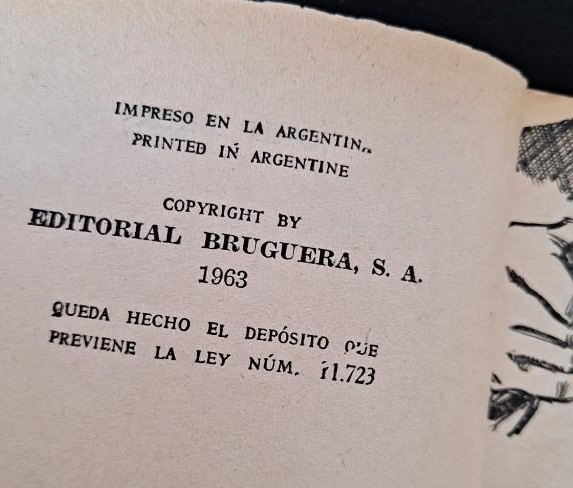 IMPRESO EN LA ARGENTINA
PRINTED IN ARGENTINE
COPYRIGHT BY
EDITORIAL BRUGUERA, S. A.
1963
QUEDA HECHO EL DEPÓSITO QUE
PREVIENE LA LEY NÚM. 11.723